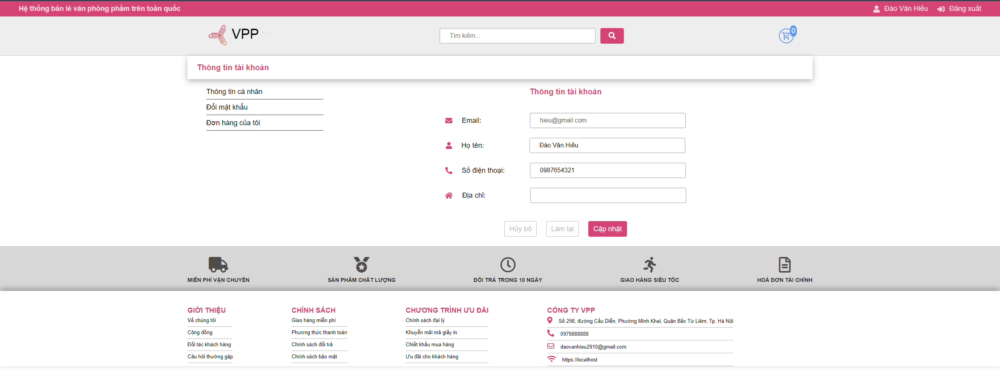 Hệ thống bán lẻ văn phòng phẩm trên toàn quốc
Đào Văn Hiếu
Đăng xuất
VPP
Tìm kiếm...
0
Thông tin tài khoản
Thông tin cá nhân
Đổi mật khẩu
Đơn hàng của tôi
Thông tin tài khoản
Email: hieu@gmail.com
Họ tên: Đào Văn Hiếu
Số điện thoại: 0987654321
Địa chỉ:
Hủy bỏ Làm lại Cập nhật
MIỄN PHÍ VẬN CHUYỂN
SẢN PHẨM CHẤT LƯỢNG
ĐỔI TRẢ TRONG 10 NGÀY
GIAO HÀNG SIÊU TỐC
HOÁ ĐƠN TÀI CHÍNH
GIỚI THIỆU
Về chúng tôi
Cộng đồng
Đối tác khách hàng
Câu hỏi thường gặp
CHÍNH SÁCH
Giao hàng miễn phí
Phương thức thanh toán
Chính sách đổi trả
Chính sách bảo mật
CHƯƠNG TRÌNH ƯU ĐÃI
Chính sách đại lý
Khuyễn mãi mã giấy in
Chiết khấu mua hàng
Ưu đãi cho khách hàng
CÔNG TY VPP
Số 298, đường Cầu Diễn, Phường Minh Khai, Quận Bắc Từ Liêm, Tp. Hà Nội
0979888888
daovanhieu2910@gmail.com
https://localhost